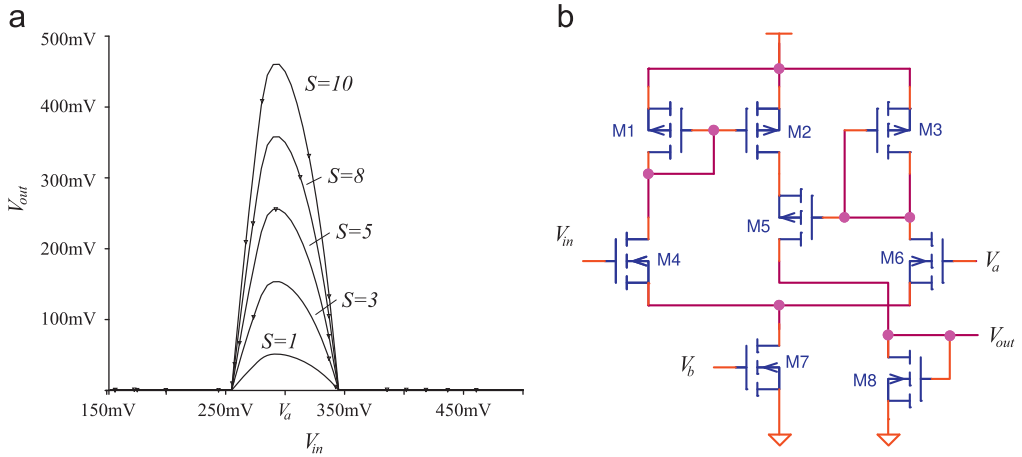 a
500mV
400mV
300mV
200mV
100mV
V_out
S=10
S=8
S=5
S=3
S=1
150mV
250mV
V_a
350mV
450mV
V_in
b
M1
M2
M3
M5
V_in
M4
M6
V_a
V_b
M7
V_out
M8